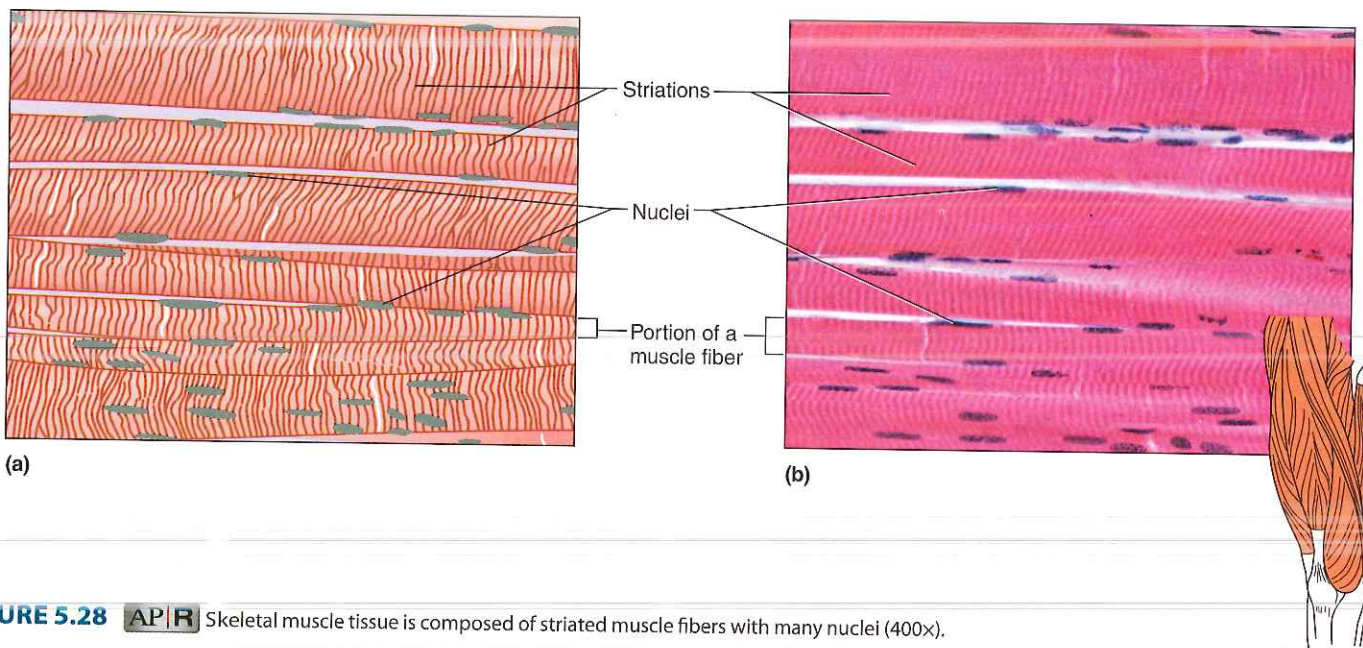 Striations
Nuclei
Portion of a
muscle fiber
(a)
(b)
URE 5.28 AP|R Skeletal muscle tissue is composed of striated muscle fibers with many nuclei (400×).